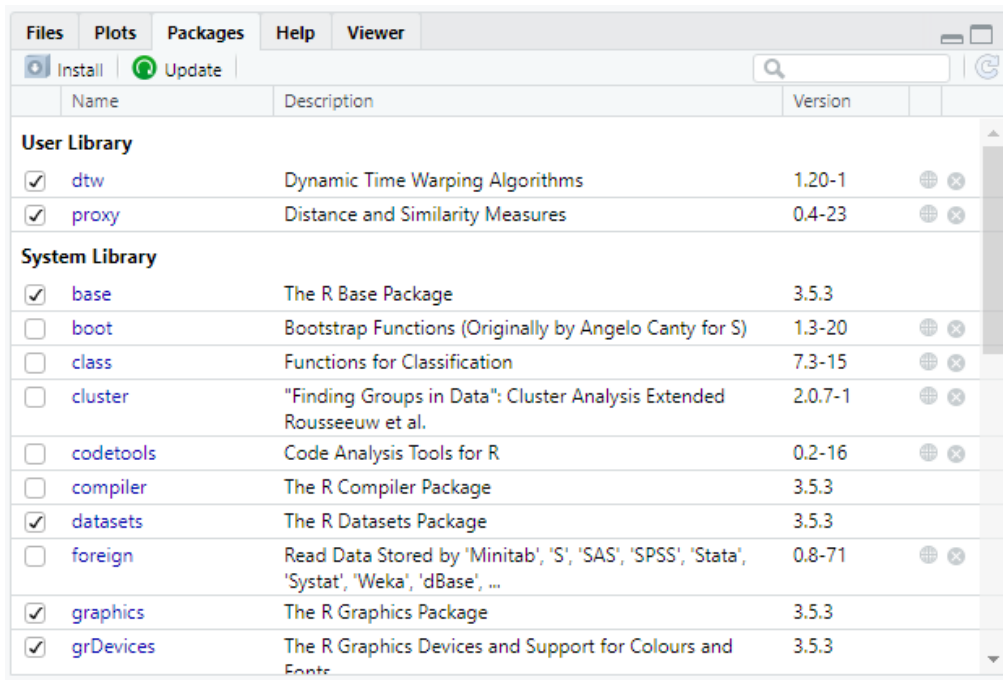 Files Plots Packages Help Viewer
Install Update
Name Description Version
User Library
dtw Dynamic Time Warping Algorithms 1.20-1
proxy Distance and Similarity Measures 0.4-23
System Library
base The R Base Package 3.5.3
boot Bootstrap Functions (Originally by Angelo Canty for S) 1.3-20
class Functions for Classification 7.3-15
cluster "Finding Groups in Data": Cluster Analysis Extended 2.0.7-1
Rousseeuw et al.
codetools Code Analysis Tools for R 0.2-16
compiler The R Compiler Package 3.5.3
datasets The R Datasets Package 3.5.3
foreign Read Data Stored by 'Minitab', 'S', 'SAS', 'SPSS', 'Stata', 0.8-71
'Systat', 'Weka', 'dBase', ...
graphics The R Graphics Package 3.5.3
grDevices The R Graphics Devices and Support for Colours and 3.5.3
Fonts